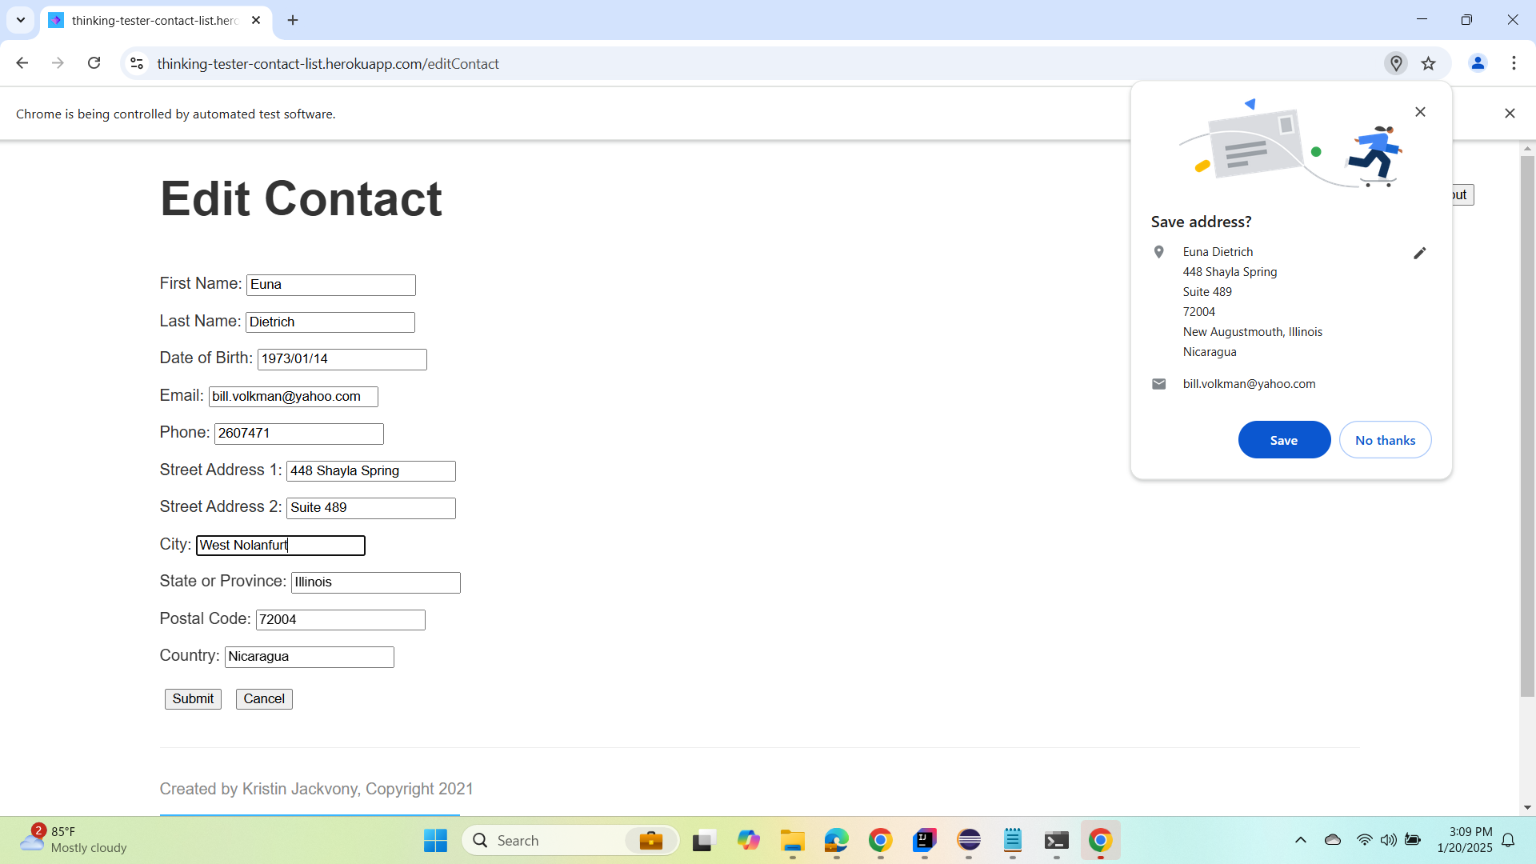 thinking-tester-contact-list.herc
thinking-tester-contact-list.herokuapp.com/editContact
Chrome is being controlled by automated test software.
Edit Contact
out
First Name: Euna
Last Name: Dietrich
Date of Birth: 1973/01/14
Email: bill.volkman@yahoo.com
Phone: 2607471
Street Address 1: 448 Shayla Spring
Street Address 2: Suite 489
City: West Nolanfurt
State or Province: Illinois
Postal Code: 72004
Country: Nicaragua
Submit Cancel
Created by Kristin Jackvony, Copyright 2021
Save address?
Euna Dietrich
448 Shayla Spring
Suite 489
72004
New Augustmouth, Illinois
Nicaragua
bill.volkman@yahoo.com
Save No thanks
2
85°F
Mostly cloudy
Search
3:09 PM
1/20/2025